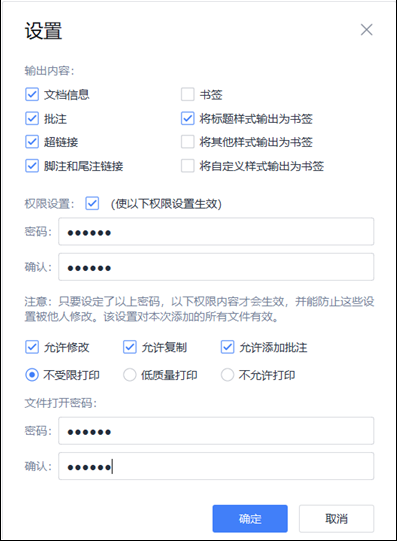 设置
输出内容：
文档信息 书签
批注 将标题样式输出为书签
超链接 将其他样式输出为书签
脚注和尾注链接 将自定义样式输出为书签
权限设置： （使以下权限设置生效）
密码： ●●●●●●
确认： ●●●●●●
注意：只要设定了以上密码，以下权限内容才会生效，并能防止这些设
置被他人修改。该设置对本次添加的所有文件有效。
允许修改 允许复制 允许添加批注
不受限打印 低质量打印 不允许打印
文件打开密码：
密码： ●●●●●●
确认： ●●●●●●
确定 取消